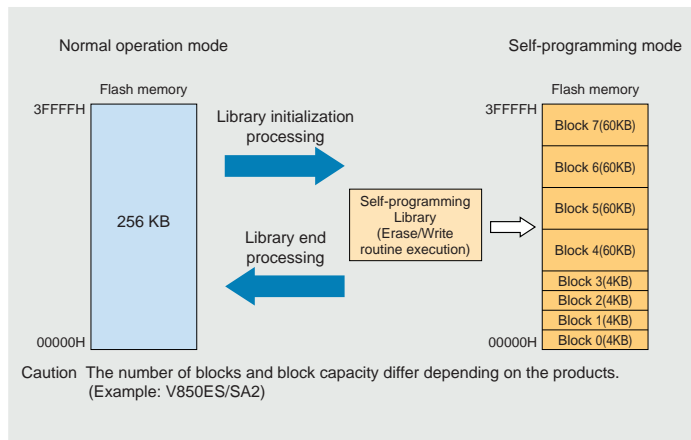 Normal operation mode
Self-programming mode
Flash memory
Flash memory
3FFFFH
3FFFFH
Library initialization
processing
256 KB
Library end
processing
Self-programming
Library
(Erase/Write
routine execution)
Block 7(60KB)
Block 6(60KB)
Block 5(60KB)
Block 4(60KB)
Block 3(4KB)
Block 2(4KB)
Block 1(4KB)
Block 0(4KB)
00000H
00000H
Caution The number of blocks and block capacity differ depending on the products.
(Example: V850ES/SA2)